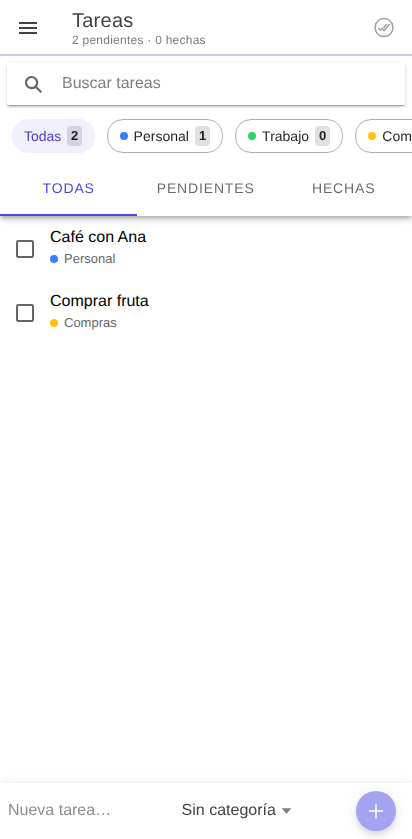 Tareas
2 pendientes · 0 hechas
Buscar tareas
Todas 2 Personal 1 Trabajo 0 Com
TODAS PENDIENTES HECHAS
Café con Ana
Personal
Comprar fruta
Compras
Nueva tarea… Sin categoría